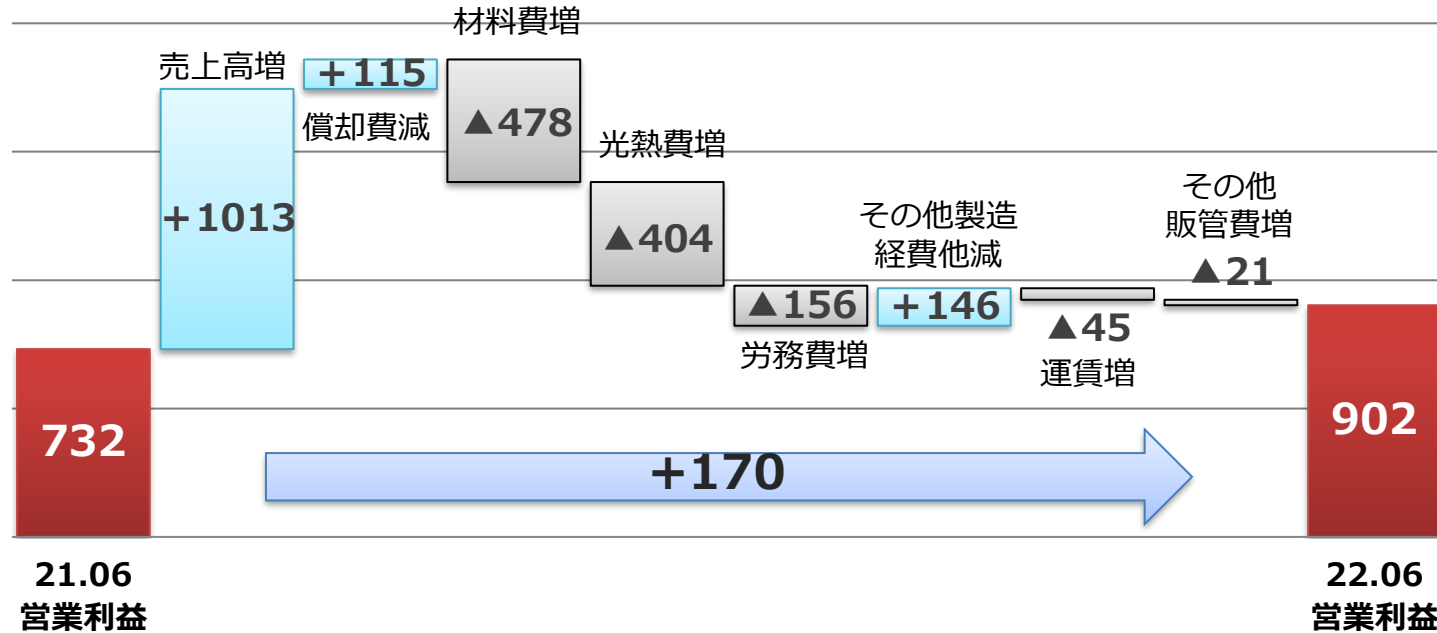 売上高増
+1013
+115
償却費減
材料費増
▲478
光熱費増
▲404
▲156
労務費増
その他製造
経費他減
+146
▲45
運賃増
その他
販管費増
▲21
732
902
+170
21.06
営業利益
22.06
営業利益